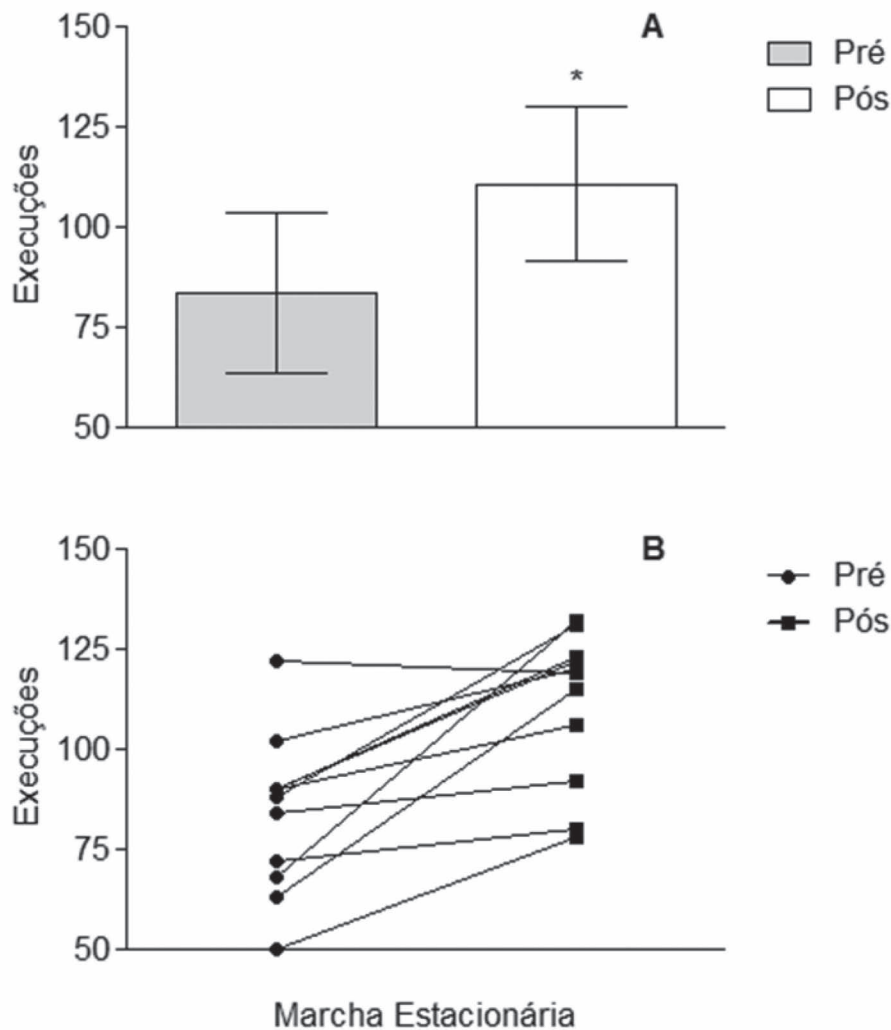 A
Pré
Pós
*
Execuções
150
125
100
75
50
B
Pré
Pós
Execuções
150
125
100
75
50
Marcha Estacionária